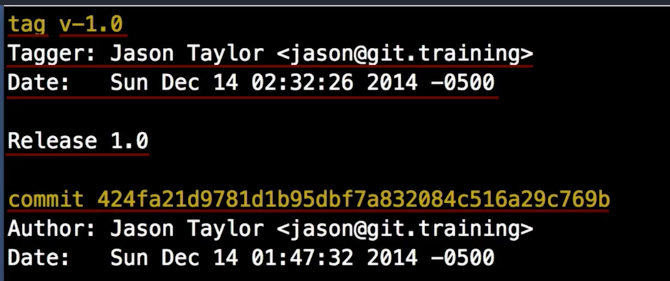 tag v-1.0
Tagger: Jason Taylor <jason@git.training>
Date:   Sun Dec 14 02:32:26 2014 -0500
Release 1.0
commit 424fa21d9781d1b95dbf7a832084c516a29c769b
Author: Jason Taylor <jason@git.training>
Date:   Sun Dec 14 01:47:32 2014 -0500